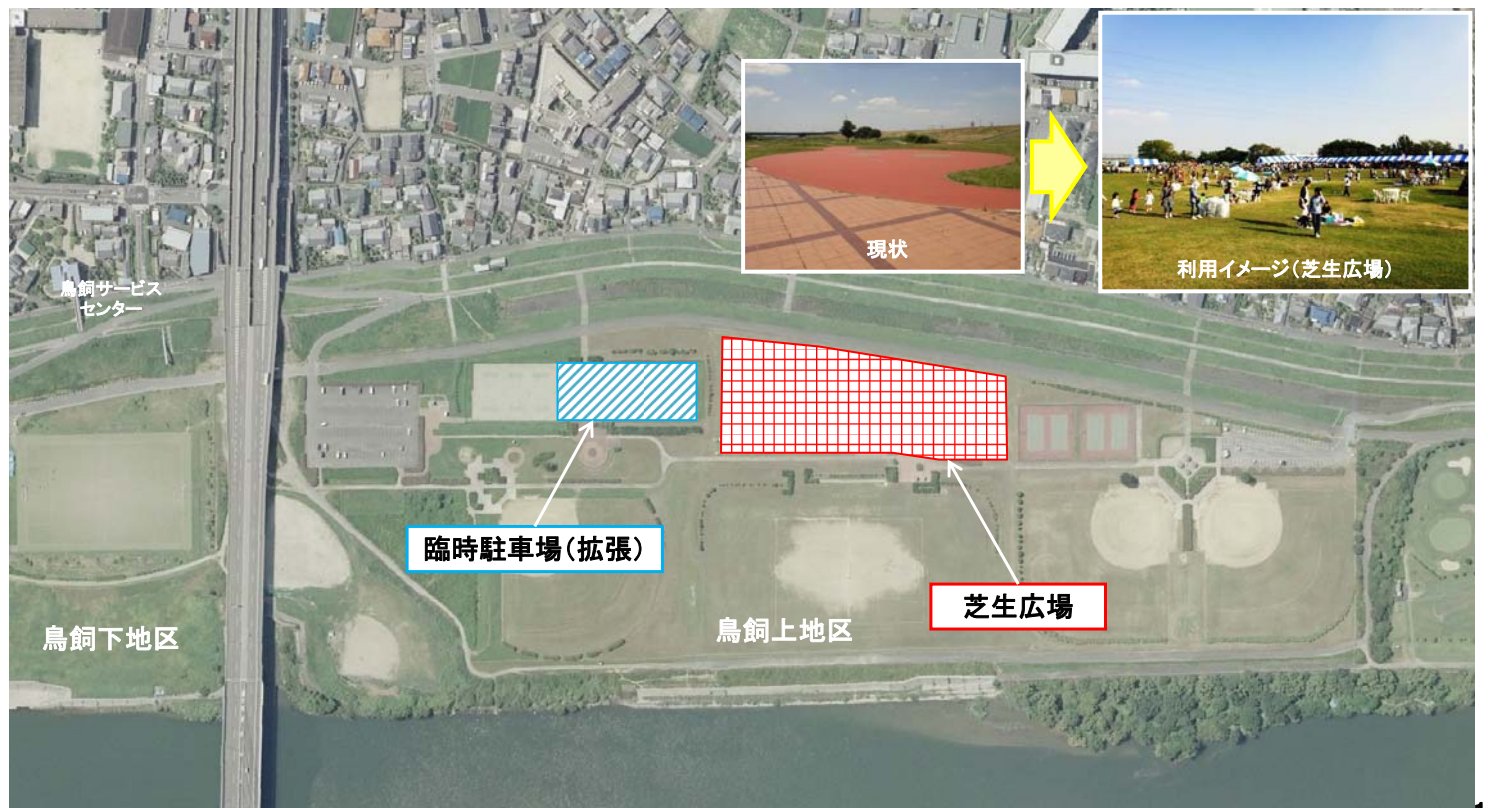 現状
利用イメージ(芝生広場)
鳥飼サービス
センター
臨時駐車場(拡張)
芝生広場
鳥飼下地区
鳥飼上地区